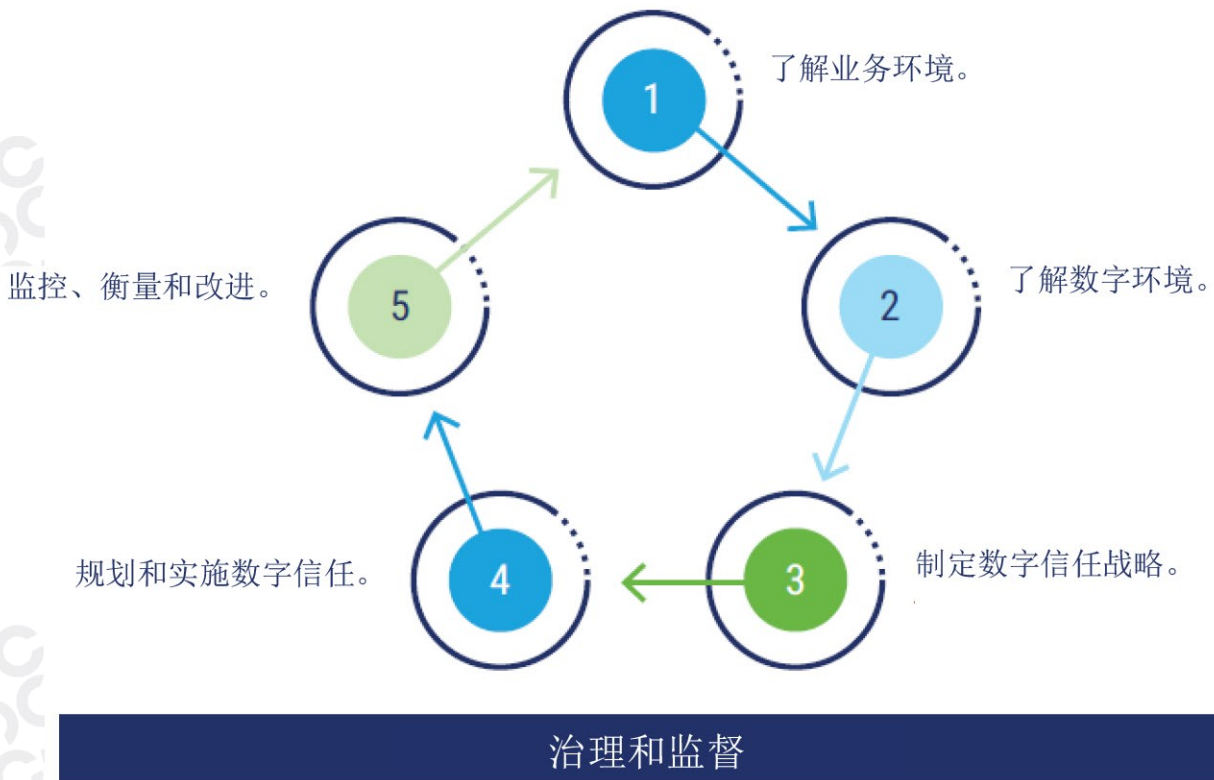 1
了解业务环境。
2
了解数字环境。
3
制定数字信任战略。
4
规划和实施数字信任。
5
监控、衡量和改进。
治理和监督